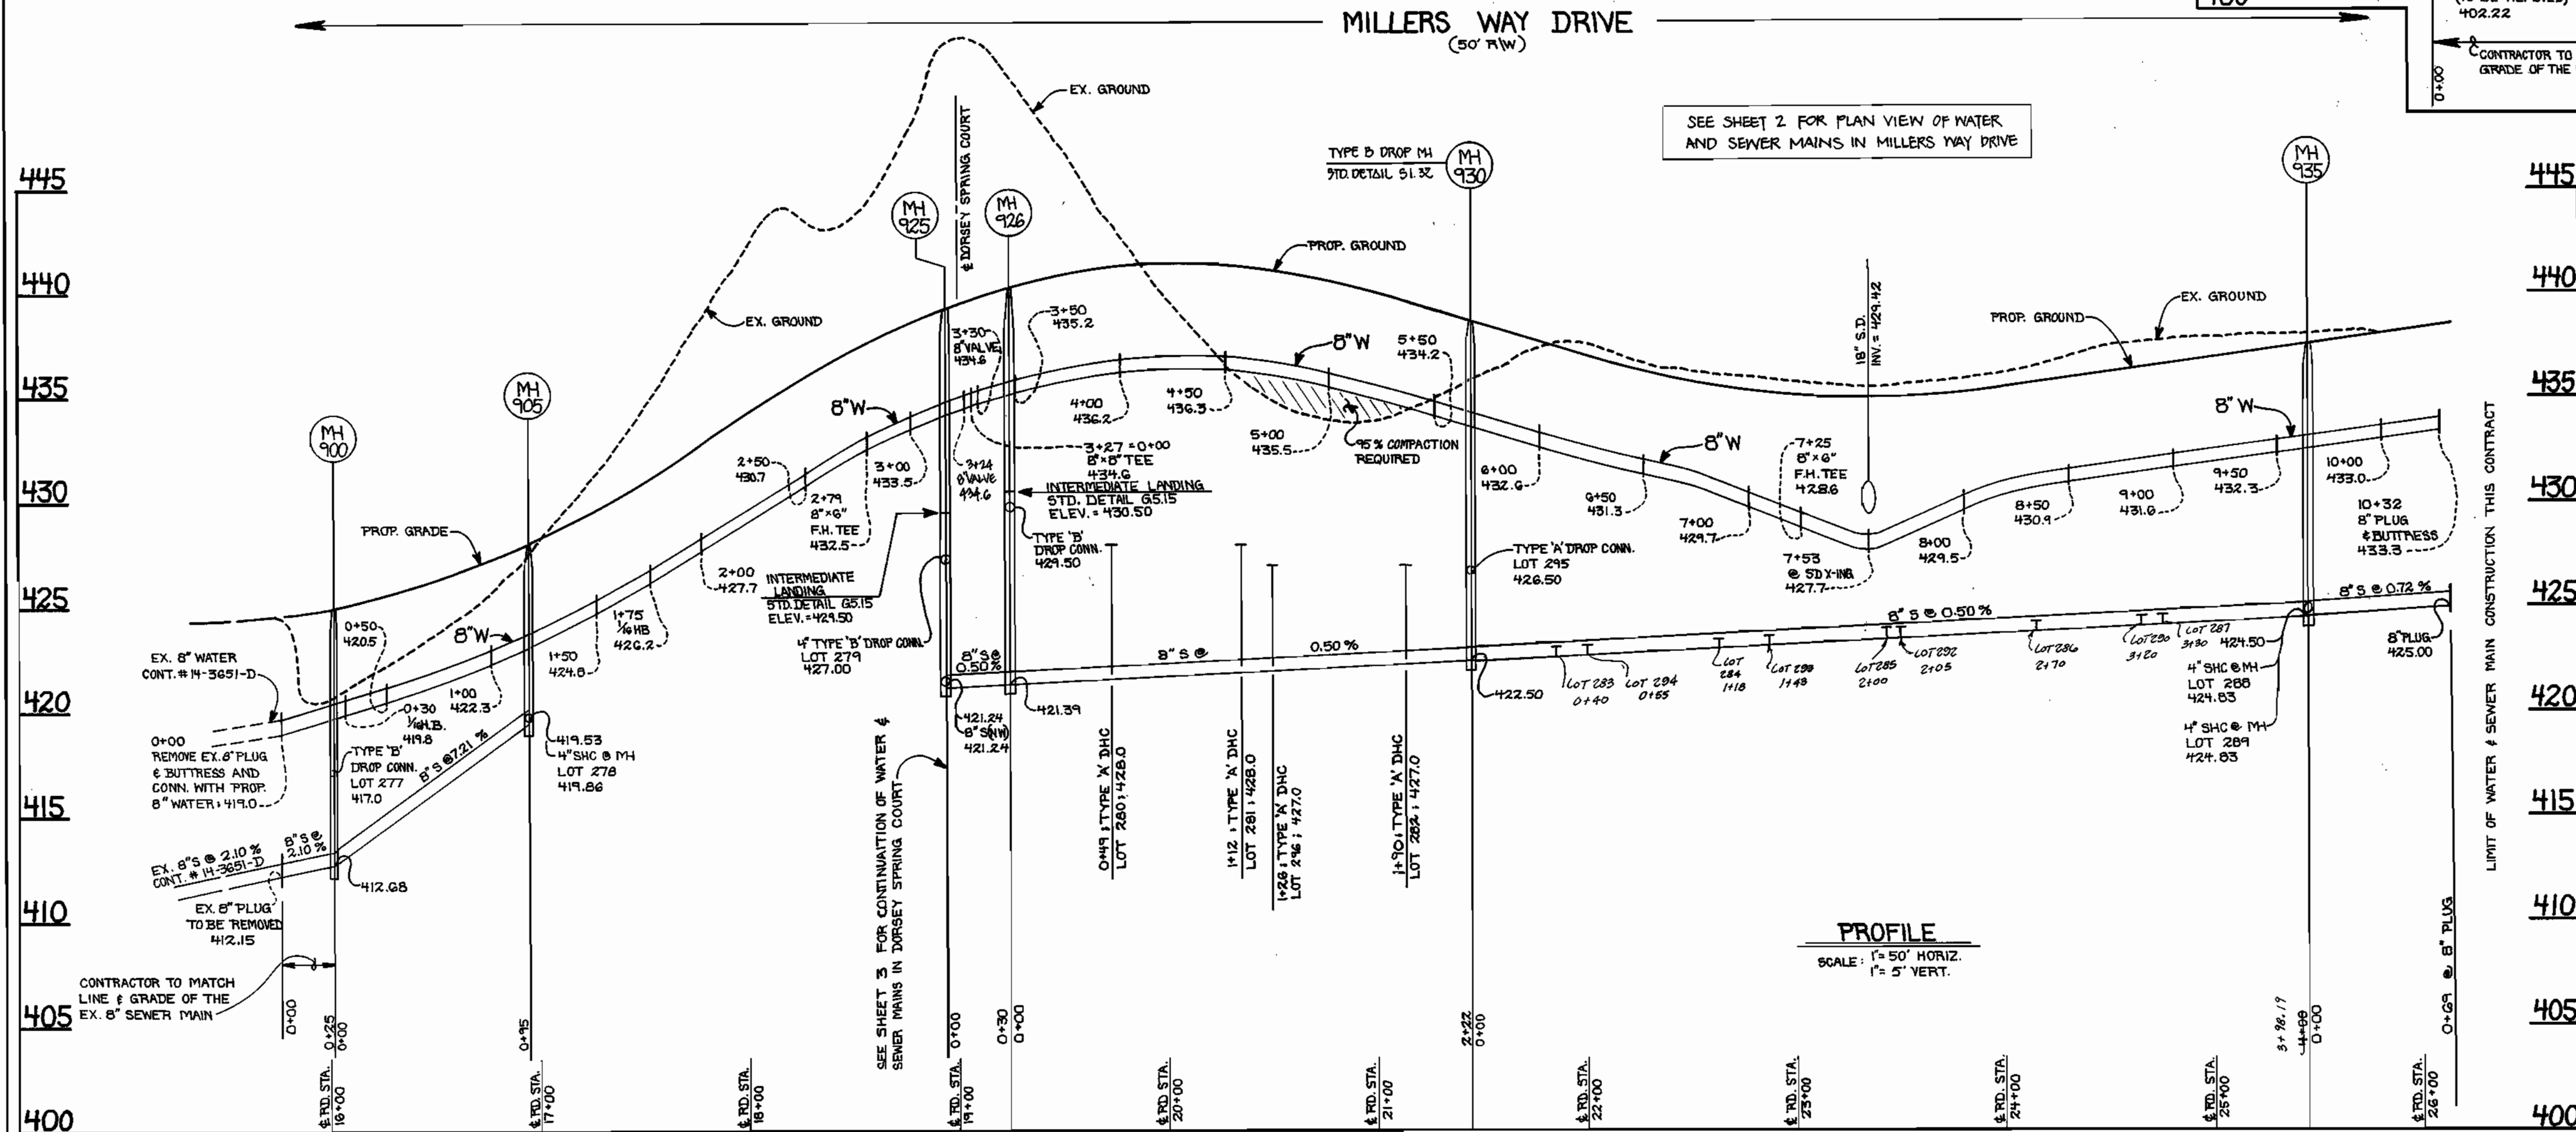 MILLERS WAY DRIVE
(50' R/W)
402.22
CONTRACTOR TO
GRADE OF THE
0+00
SEE SHEET 2 FOR PLAN VIEW OF WATER
AND SEWER MAINS IN MILLERS WAY DRIVE
445
440
435
430
425
420
415
410
405
400
445
440
435
430
425
420
415
410
405
400
EX. GROUND
EX. GROUND
PROP. GROUND
PROP. GROUND
EX. GROUND
PROP. GRADE
MH
900
MH
905
MH
925
MH
926
TYPE B DROP MH
STD. DETAIL S1.32
MH
930
MH
935
℄ DORSEY SPRING COURT
18" S.D.
INV. = 429.42
EX. 8" WATER
CONT. # 14-3651-D
0+00
REMOVE EX. 8" PLUG
& BUTTRESS AND
CONN. WITH PROP.
8" WATER; 419.0
0+50
420.5
0+30
1/16 H.B.
419.8
8"W
1+00
422.3
1+50
424.8
1+75
1/16 HB
426.2
2+00
427.7
2+50
430.7
2+79
8"x6"
F.H. TEE
432.5
8"W
3+00
433.5
3+24
8"VALVE
434.6
3+30
8"VALVE
434.6
3+50
435.2
3+27 = 0+00
8"x8" TEE
434.6
4+00
436.2
4+50
436.3
8"W
5+00
435.5
95% COMPACTION
REQUIRED
5+50
434.2
6+00
432.6
6+50
431.3
8"W
7+00
429.7
7+25
8"x6"
F.H. TEE
428.6
7+53
@ SD X-ING
427.7
8+00
429.5
8+50
430.9
9+00
431.6
8"W
9+50
432.3
10+00
433.0
10+32
8" PLUG
& BUTTRESS
433.3
INTERMEDIATE LANDING
STD. DETAIL G5.15
ELEV. = 430.50
TYPE 'B'
DROP CONN.
429.50
INTERMEDIATE
LANDING
STD. DETAIL G5.15
ELEV. = 429.50
4" TYPE 'B' DROP CONN.
LOT 279
427.00
TYPE 'A' DROP CONN.
LOT 295
426.50
TYPE 'B'
DROP CONN.
LOT 277
417.0
8"S @ 7.21 %
419.53
4" SHC @ MH
LOT 278
419.86
EX. 8"S @ 2.10 %
CONT. # 14-3651-D
8"S @
2.10 %
412.68
EX. 8" PLUG
TO BE REMOVED
412.15
CONTRACTOR TO MATCH
LINE & GRADE OF THE
EX. 8" SEWER MAIN
8"S @
0.50%
8"S @
0.50 %
8"S @ 0.50 %
8"S @ 0.72 %
421.24
8"S(NW)
421.24
421.39
422.50
LOT 283
0+40
LOT 294
0+55
LOT
284
1+18
LOT 293
1+43
LOT 285
2+00
LOT 292
2+05
LOT 286
2+70
LOT 290
3+20
LOT 287
3+30
424.50
4" SHC @ MH
LOT 288
424.83
4" SHC @ MH
LOT 289
424.83
8" PLUG
425.00
SEE SHEET 3 FOR CONTINUAITION OF WATER &
SEWER MAINS IN DORSEY SPRING COURT
0+49; TYPE 'A' DHC
LOT 280; 428.0
1+12; TYPE 'A' DHC
LOT 281; 428.0
1+26; TYPE 'A' DHC
LOT 296; 427.0
1+90; TYPE 'A' DHC
LOT 282; 427.0
LIMIT OF WATER & SEWER MAIN CONSTRUCTION THIS CONTRACT
PROFILE
SCALE: 1"= 50' HORIZ.
1"= 5' VERT.
0+00
0+25
0+00
0+95
0+00
0+30
0+00
2+22
0+00
3+98.19
4+00
0+00
0+69 @ 8" PLUG
℄ RD. STA.
16+00
℄ RD. STA.
17+00
℄ RD. STA.
18+00
℄ RD. STA.
19+00
℄ RD. STA.
20+00
℄ RD. STA.
21+00
℄ RD. STA.
22+00
℄ RD. STA.
23+00
℄ RD. STA.
24+00
℄ RD. STA.
25+00
℄ RD. STA.
26+00